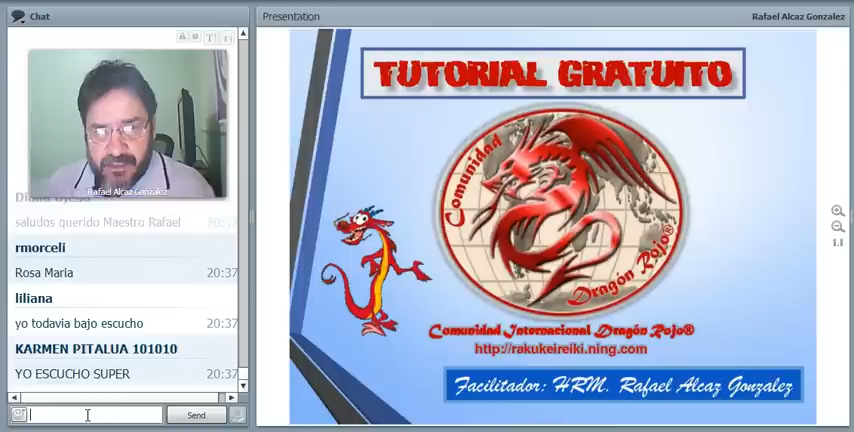 Chat
Presentation
Rafael Alcaz Gonzalez
Rafael Alcaz Gonzalez
saludos querido Maestro Rafael
rmorceli
Rosa Maria 20:37
liliana
yo todavia bajo escucho 20:37
KARMEN PITALUA 101010
YO ESCUCHO SUPER 20:37
Send
TUTORIAL GRATUITO
Comunidad
Dragón Rojo®
Comunidad Internacional Dragón Rojo®
http://rakukeireiki.ning.com
Facilitador: HRM. Rafael Alcaz Gonzalez
1:1